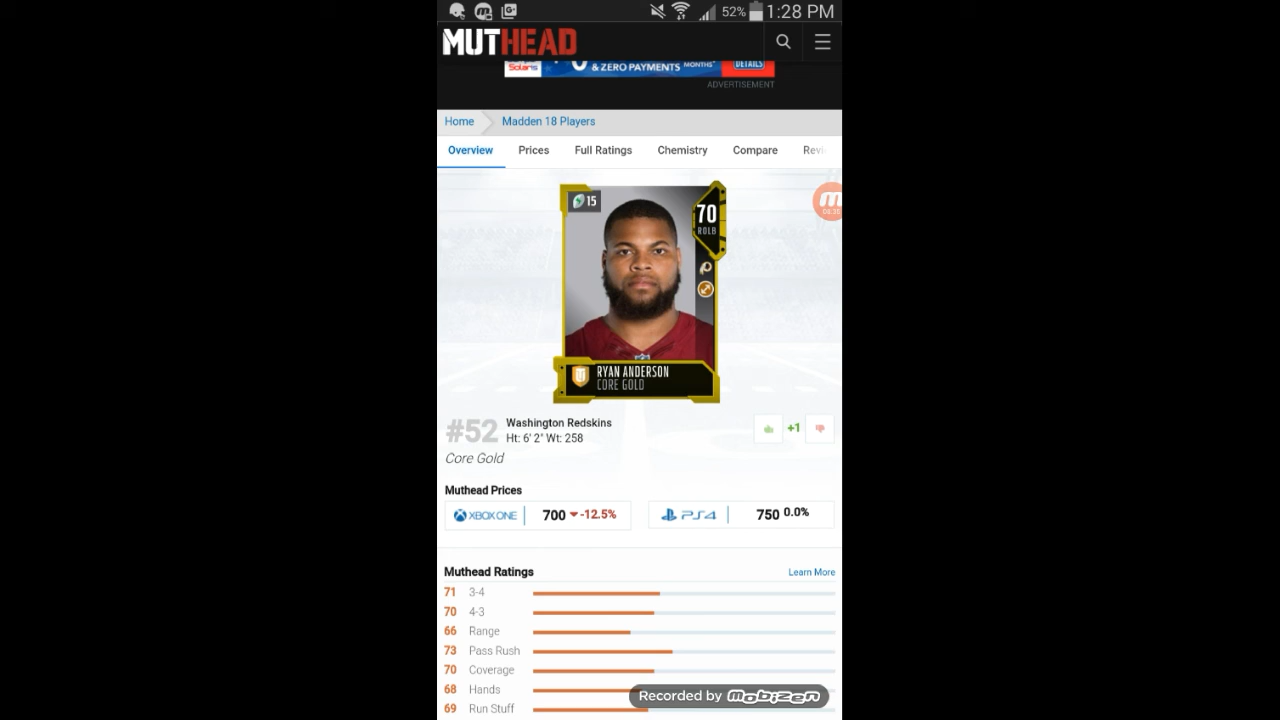 52% 1:28 PM
MUTHEAD
Solaris & ZERO PAYMENTS MONTHS* DETAILS
ADVERTISEMENT
Home Madden 18 Players
Overview Prices Full Ratings Chemistry Compare Revi
15
70
ROLB
RYAN ANDERSON
CORE GOLD
#52 Washington Redskins
Ht: 6' 2" Wt: 258
+1
Core Gold
Muthead Prices
XBOX ONE 700 -12.5% PS4 750 0.0%
Muthead Ratings Learn More
71 3-4
70 4-3
66 Range
73 Pass Rush
70 Coverage
68 Hands
69 Run Stuff
Recorded by MOBIZEN